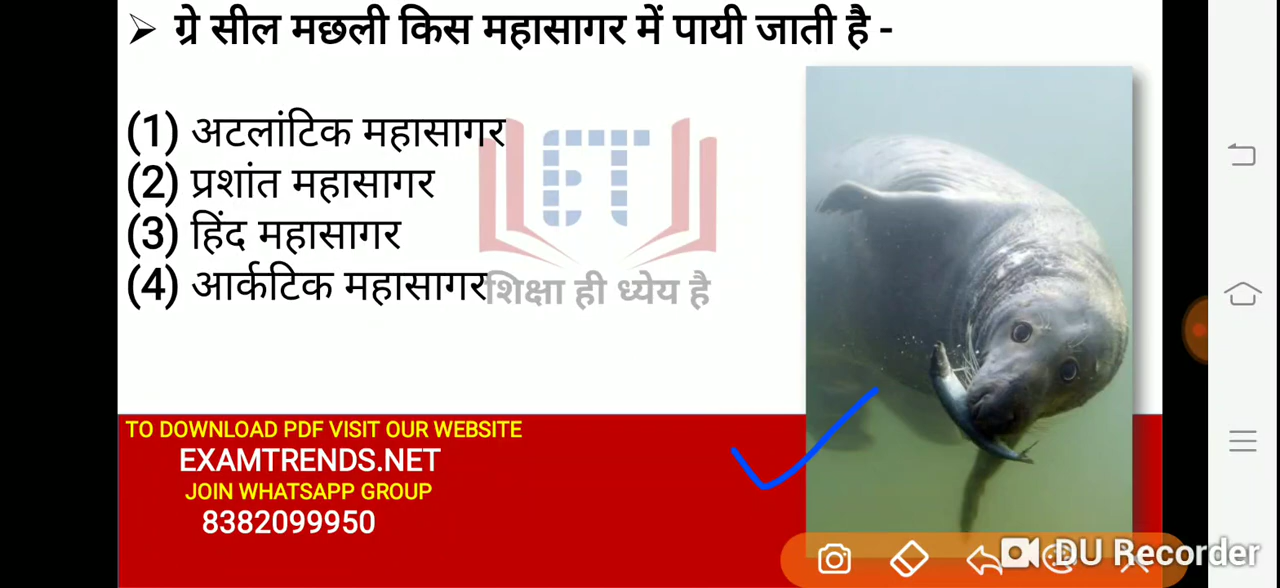 ➢ ग्रे सील मछली किस महासागर में पायी जाती है -
(1) अटलांटिक महासागर
(2) प्रशांत महासागर
(3) हिंद महासागर
(4) आर्कटिक महासागर
ET
शिक्षा ही ध्येय है
TO DOWNLOAD PDF VISIT OUR WEBSITE
EXAMTRENDS.NET
JOIN WHATSAPP GROUP
8382099950
DU Recorder